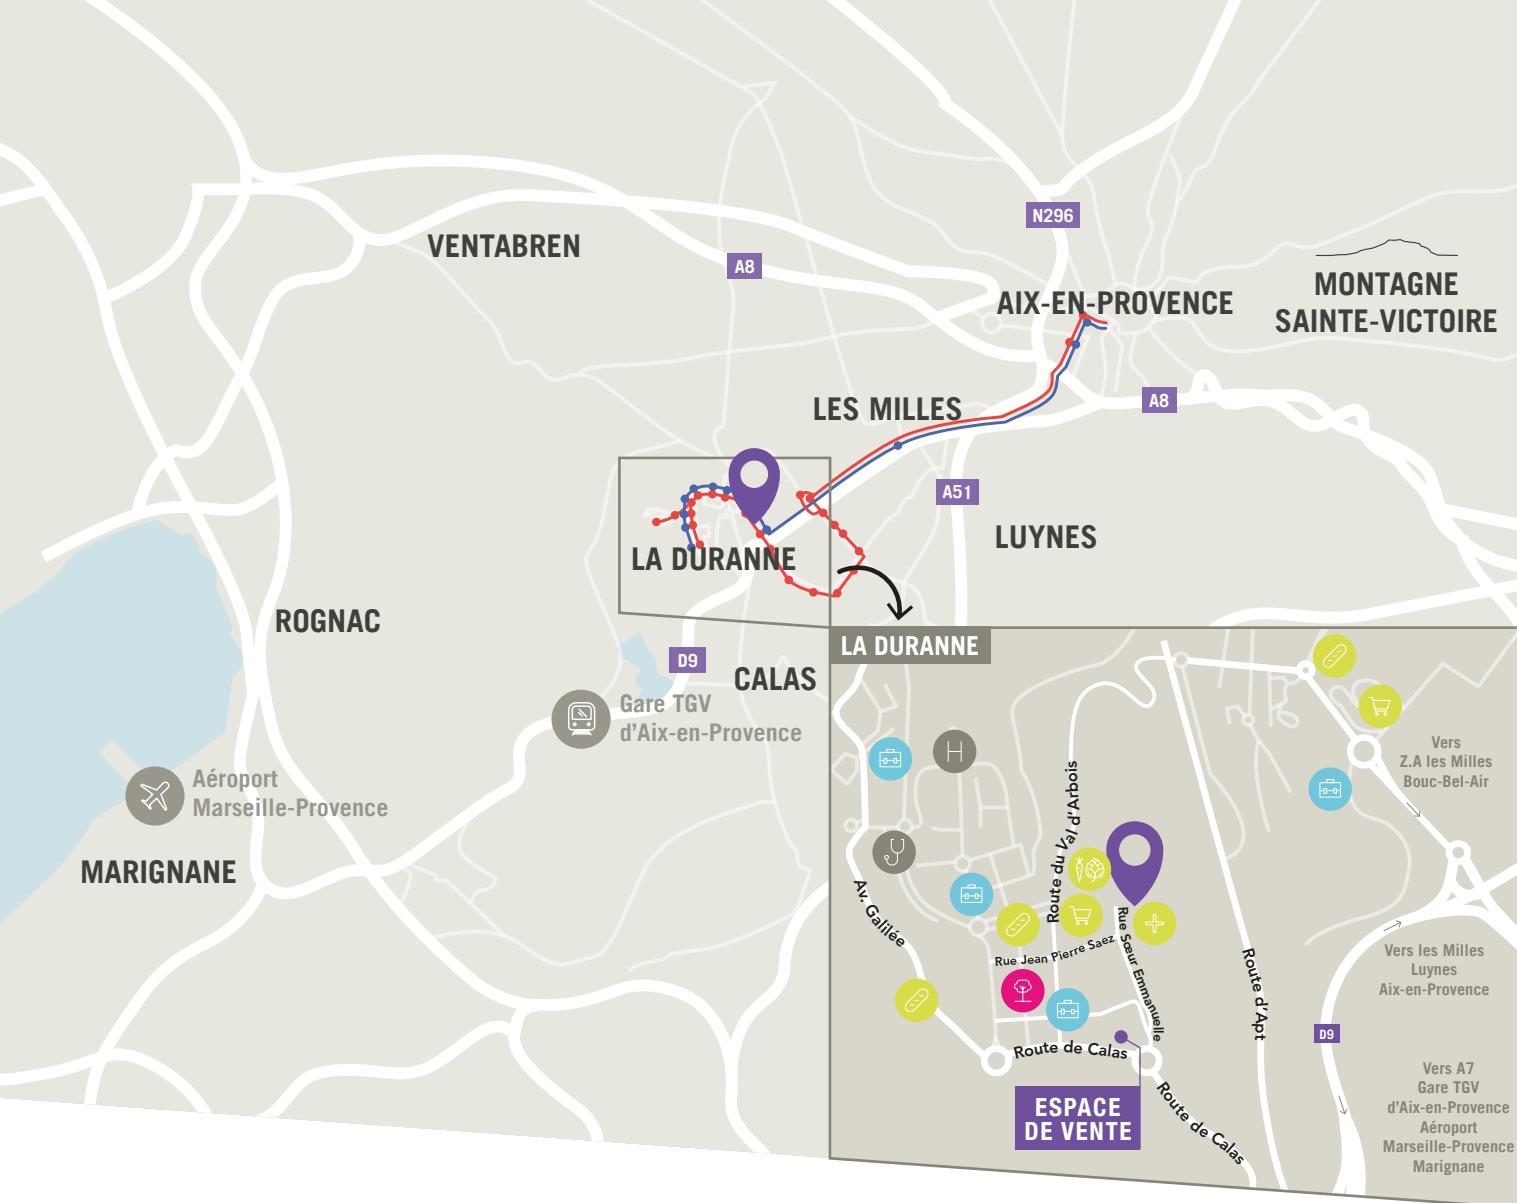 N296
VENTABREN
A8
MONTAGNE
SAINTE-VICTOIRE
AIX-EN-PROVENCE
A8
LES MILLES
A51
LUYNES
LA DURANNE
ROGNAC
D9
CALAS
Gare TGV
d'Aix-en-Provence
Aéroport
Marseille-Provence
MARIGNANE
LA DURANNE
H
Vers
Z.A les Milles
Bouc-Bel-Air
Route du Val d'Arbois
Av. Galilée
Rue Jean Pierre Saez
Rue Sœur Emmanuelle
Route d'Apt
Vers les Milles
Luynes
Aix-en-Provence
D9
Route de Calas
ESPACE
DE VENTE
Route de Calas
Vers A7
Gare TGV
d'Aix-en-Provence
Aéroport
Marseille-Provence
Marignane